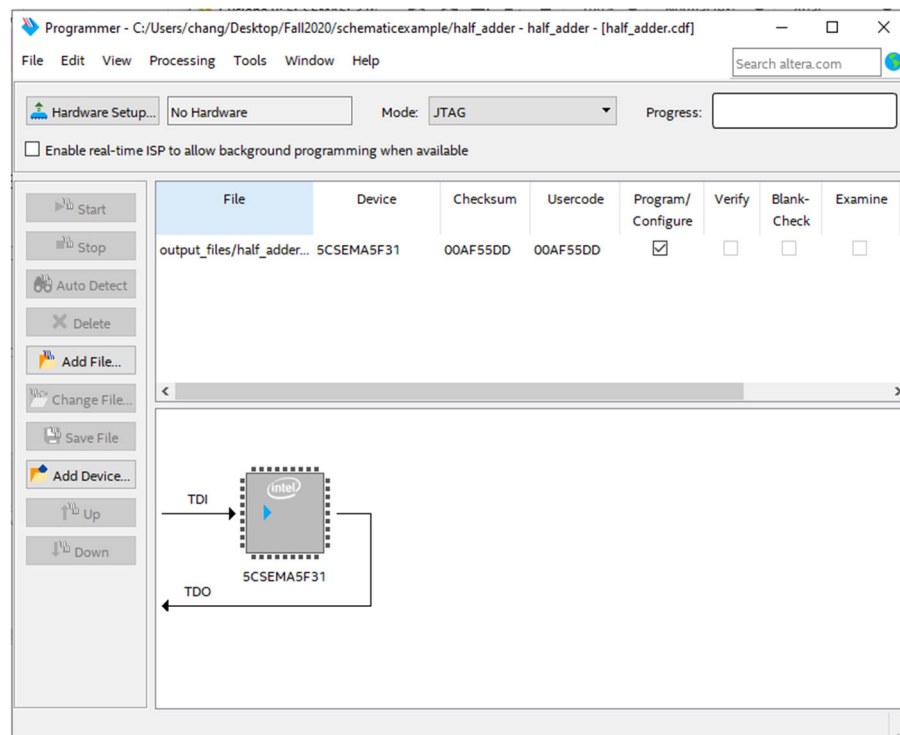 Programmer - C:/Users/chang/Desktop/Fall2020/schematicexample/half_adder - half_adder - [half_adder.cdf]
File Edit View Processing Tools Window Help
Search altera.com
Hardware Setup... No Hardware Mode: JTAG Progress:
Enable real-time ISP to allow background programming when available
Start
Stop
Auto Detect
Delete
Add File...
Change File...
Save File
Add Device...
Up
Down
File Device Checksum Usercode Program/ Verify Blank- Examine
Configure Check
output_files/half_adder... 5CSEMA5F31 00AF55DD 00AF55DD
intel
TDI
5CSEMA5F31
TDO